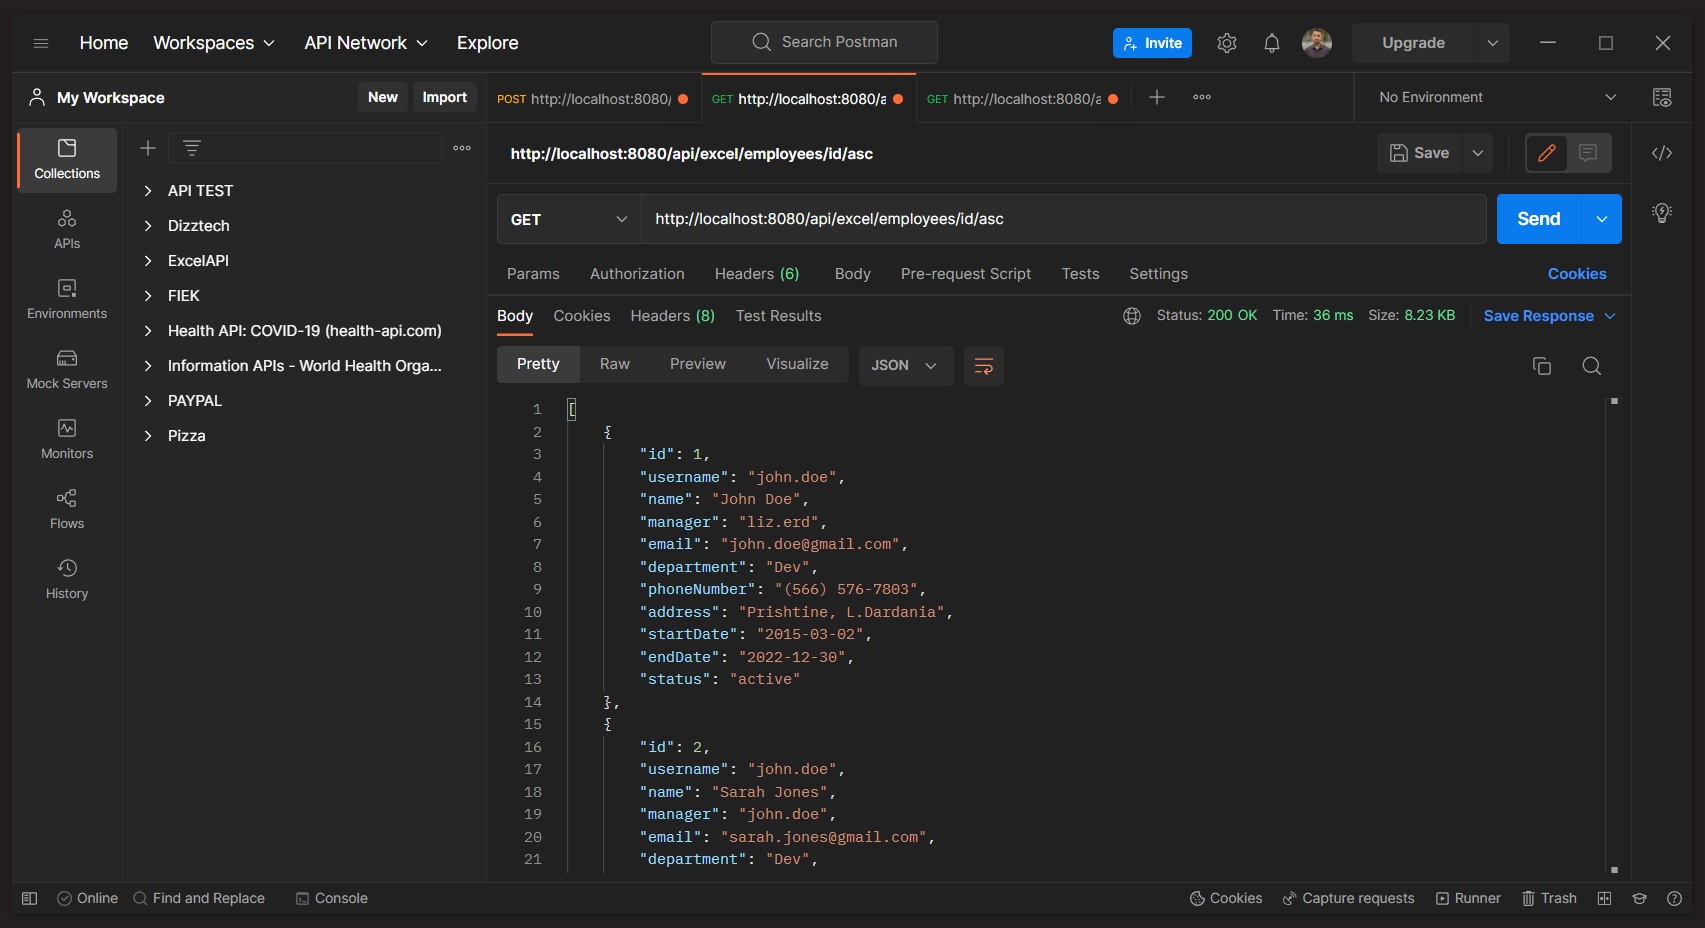 Home Workspaces API Network Explore Search Postman Invite Upgrade
My Workspace New Import POST http://localhost:8080/ GET http://localhost:8080/a GET http://localhost:8080/a No Environment
Collections
APIs
Environments
Mock Servers
Monitors
Flows
History
API TEST
Dizztech
ExcelAPI
FIEK
Health API: COVID-19 (health-api.com)
Information APIs - World Health Orga...
PAYPAL
Pizza
http://localhost:8080/api/excel/employees/id/asc Save
GET http://localhost:8080/api/excel/employees/id/asc Send
Params Authorization Headers (6) Body Pre-request Script Tests Settings Cookies
Body Cookies Headers (8) Test Results Status: 200 OK Time: 36 ms Size: 8.23 KB Save Response
Pretty Raw Preview Visualize JSON
1 [
2 {
3 "id": 1,
4 "username": "john.doe",
5 "name": "John Doe",
6 "manager": "liz.erd",
7 "email": "john.doe@gmail.com",
8 "department": "Dev",
9 "phoneNumber": "(566) 576-7803",
10 "address": "Prishtine, L.Dardania",
11 "startDate": "2015-03-02",
12 "endDate": "2022-12-30",
13 "status": "active"
14 },
15 {
16 "id": 2,
17 "username": "john.doe",
18 "name": "Sarah Jones",
19 "manager": "john.doe",
20 "email": "sarah.jones@gmail.com",
21 "department": "Dev",
Online Find and Replace Console Cookies Capture requests Runner Trash